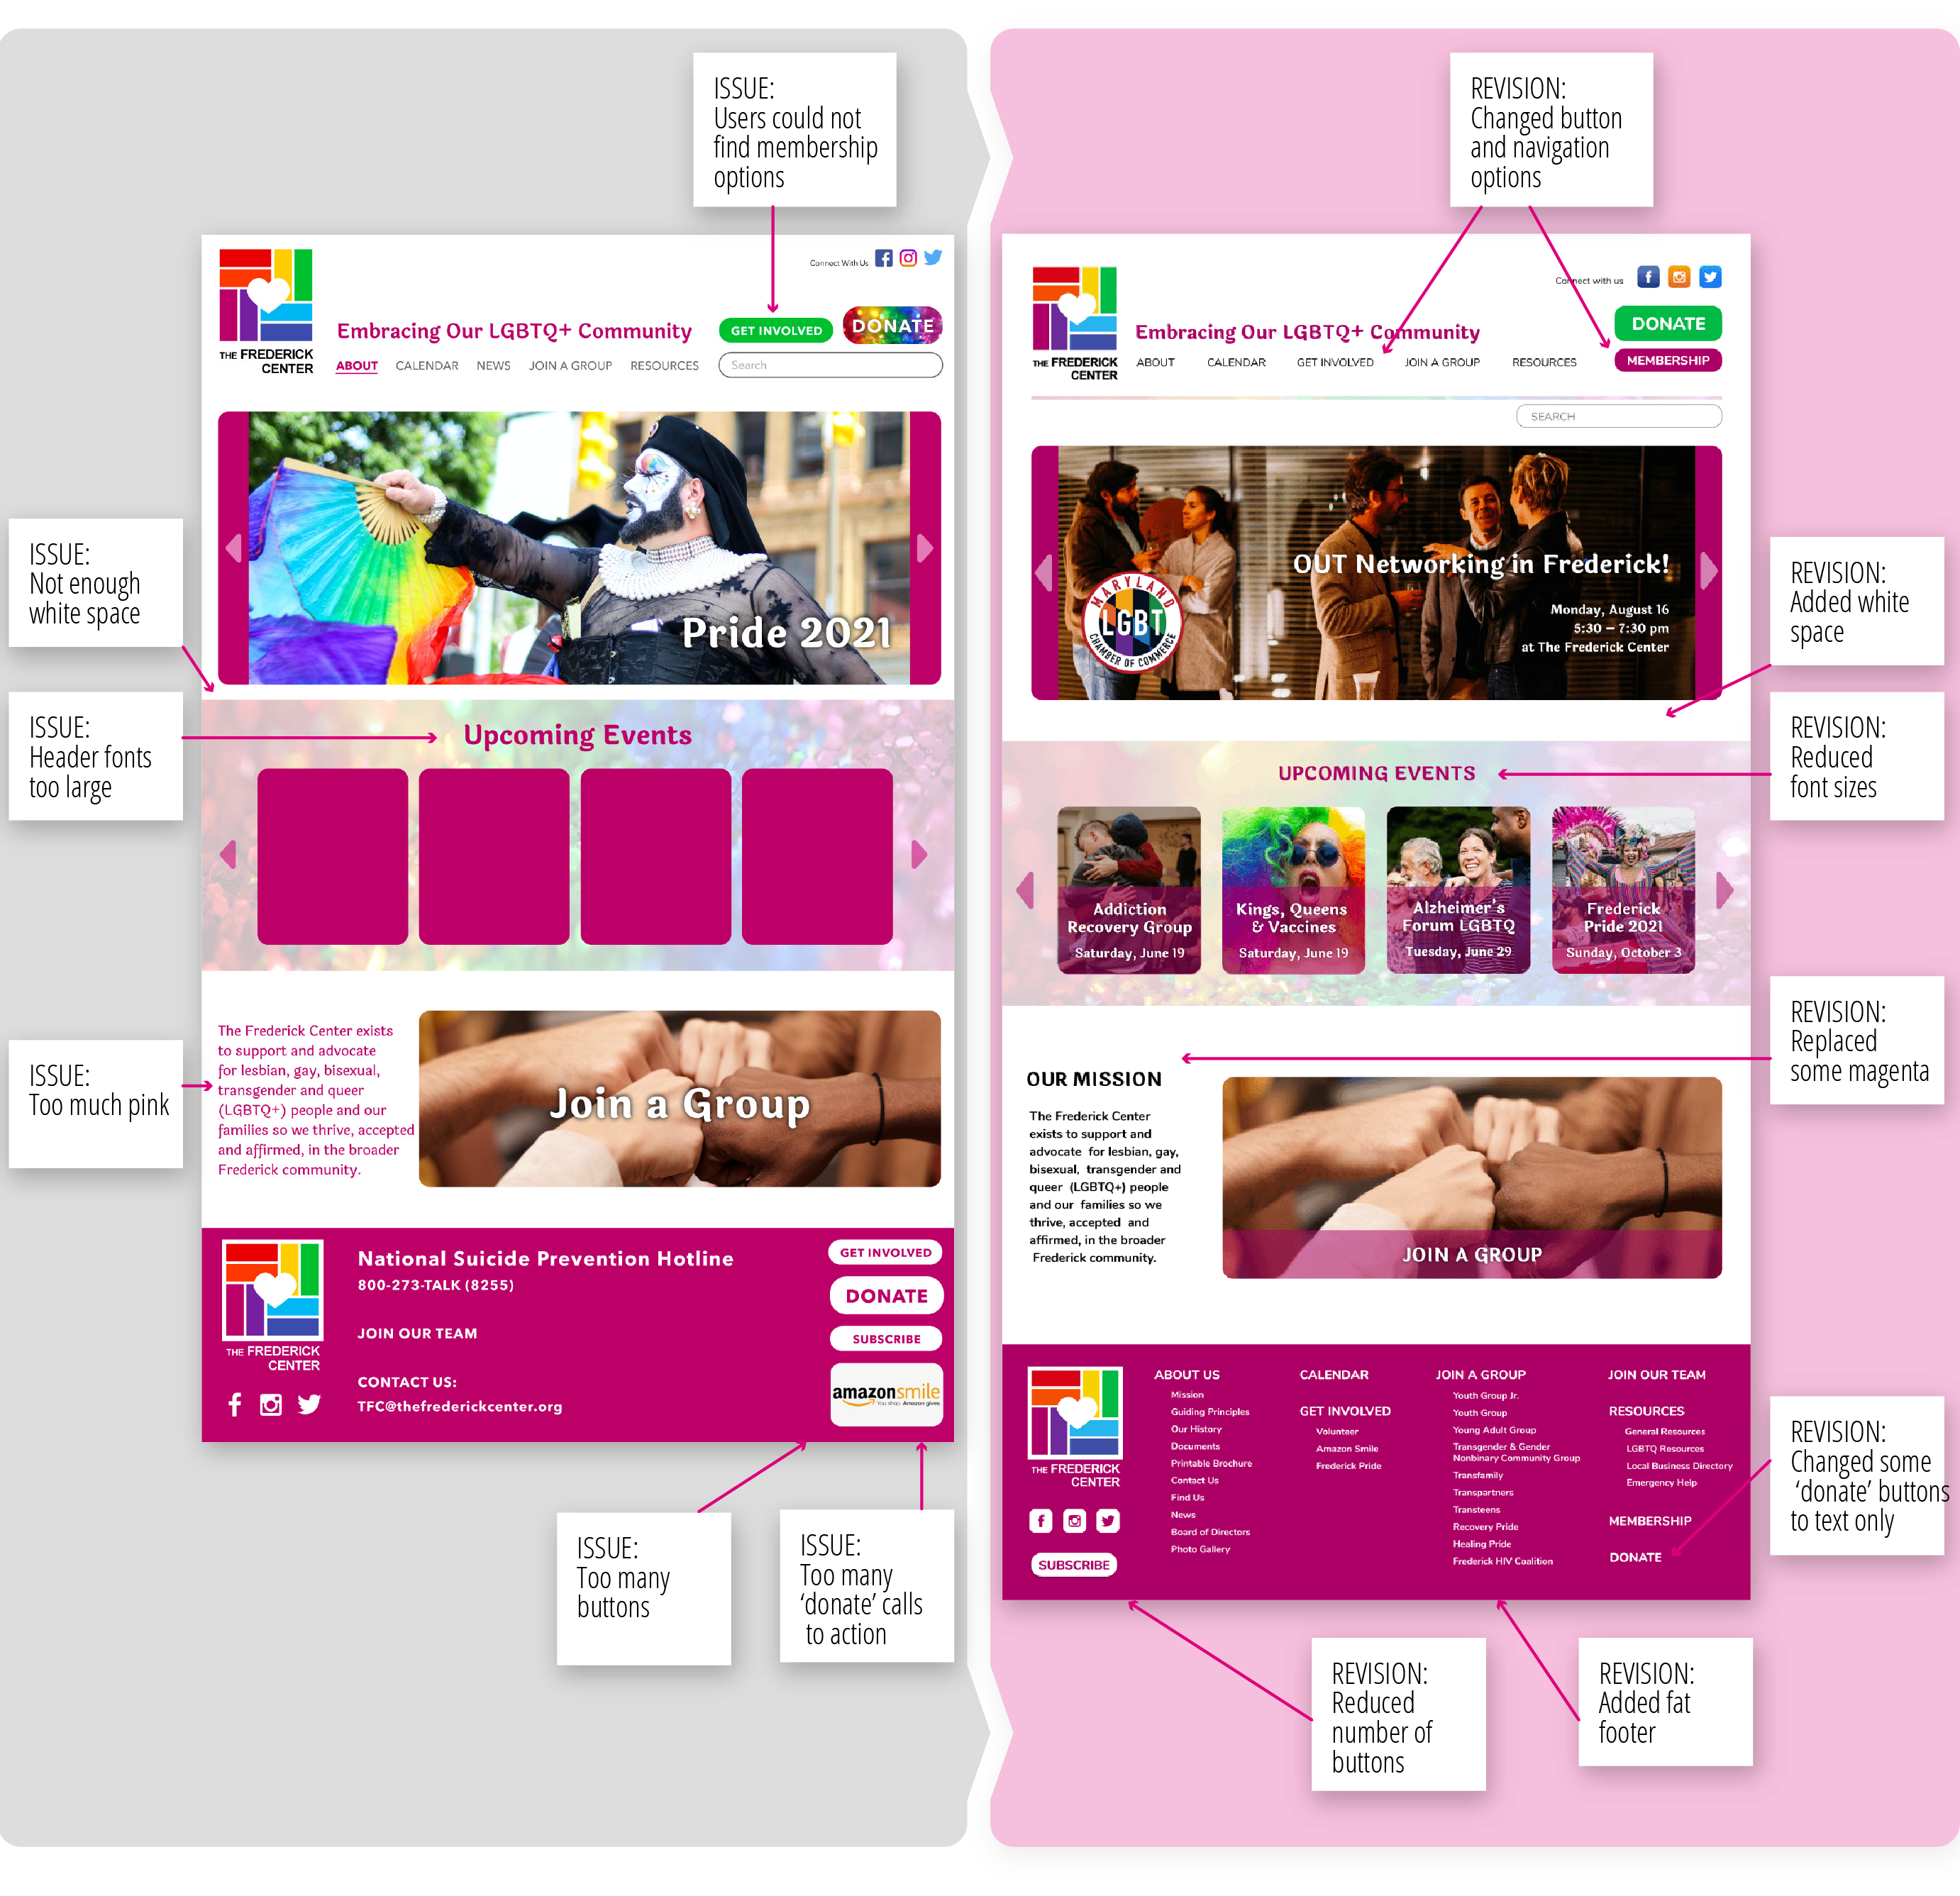 ISSUE:
Users could not
find membership
options
Connect With Us
THE FREDERICK
CENTER
Embracing Our LGBTQ+ Community
GET INVOLVED
DONATE
ABOUT
CALENDAR
NEWS
JOIN A GROUP
RESOURCES
Search
Pride 2021
ISSUE:
Not enough
white space
ISSUE:
Header fonts
too large
Upcoming Events
ISSUE:
Too much pink
The Frederick Center exists
to support and advocate
for lesbian, gay, bisexual,
transgender and queer
(LGBTQ+) people and our
families so we thrive, accepted
and affirmed, in the broader
Frederick community.
Join a Group
THE FREDERICK
CENTER
National Suicide Prevention Hotline
800-273-TALK (8255)
JOIN OUR TEAM
CONTACT US:
TFC@thefrederickcenter.org
GET INVOLVED
DONATE
SUBSCRIBE
amazonsmile
You shop. Amazon gives.
ISSUE:
Too many
buttons
ISSUE:
Too many
‘donate’ calls
to action
REVISION:
Changed button
and navigation
options
Connect with us
THE FREDERICK
CENTER
Embracing Our LGBTQ+ Community
DONATE
MEMBERSHIP
ABOUT
CALENDAR
GET INVOLVED
JOIN A GROUP
RESOURCES
SEARCH
MARYLAND
LGBT
CHAMBER OF COMMERCE
OUT Networking in Frederick!
Monday, August 16
5:30 – 7:30 pm
at The Frederick Center
REVISION:
Added white
space
REVISION:
Reduced
font sizes
UPCOMING EVENTS
Addiction
Recovery Group
Saturday, June 19
Kings, Queens
& Vaccines
Saturday, June 19
Alzheimer's
Forum LGBTQ
Tuesday, June 29
Frederick
Pride 2021
Sunday, October 3
REVISION:
Replaced
some magenta
OUR MISSION
The Frederick Center
exists to support and
advocate for lesbian, gay,
bisexual, transgender and
queer (LGBTQ+) people
and our families so we
thrive, accepted and
affirmed, in the broader
Frederick community.
JOIN A GROUP
THE FREDERICK
CENTER
SUBSCRIBE
ABOUT US
Mission
Guiding Principles
Our History
Documents
Printable Brochure
Contact Us
Find Us
News
Board of Directors
Photo Gallery
CALENDAR
GET INVOLVED
Volunteer
Amazon Smile
Frederick Pride
JOIN A GROUP
Youth Group Jr.
Youth Group
Young Adult Group
Transgender & Gender
Nonbinary Community Group
Transfamily
Transpartners
Transteens
Recovery Pride
Healing Pride
Frederick HIV Coalition
JOIN OUR TEAM
RESOURCES
General Resources
LGBTQ Resources
Local Business Directory
Emergency Help
MEMBERSHIP
DONATE
REVISION:
Changed some
‘donate’ buttons
to text only
REVISION:
Reduced
number of
buttons
REVISION:
Added fat
footer